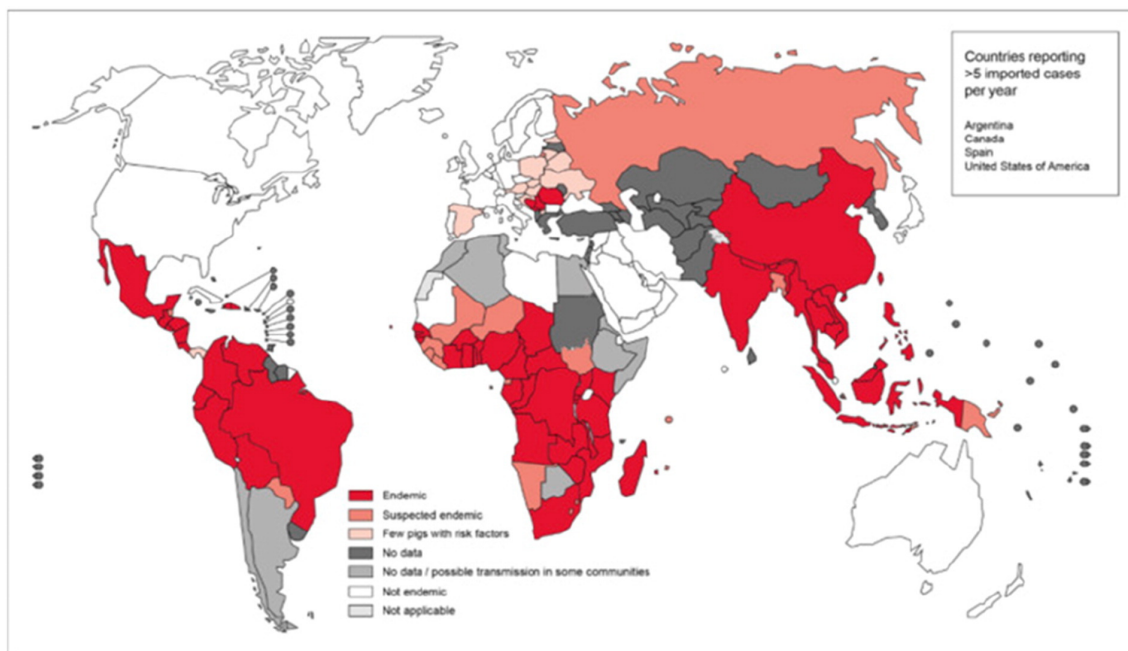 Countries reporting
>5 imported cases
per year
Argentina
Canada
Spain
United States of America
Endemic
Suspected endemic
Few pigs with risk factors
No data
No data / possible transmission in some communities
Not endemic
Not applicable